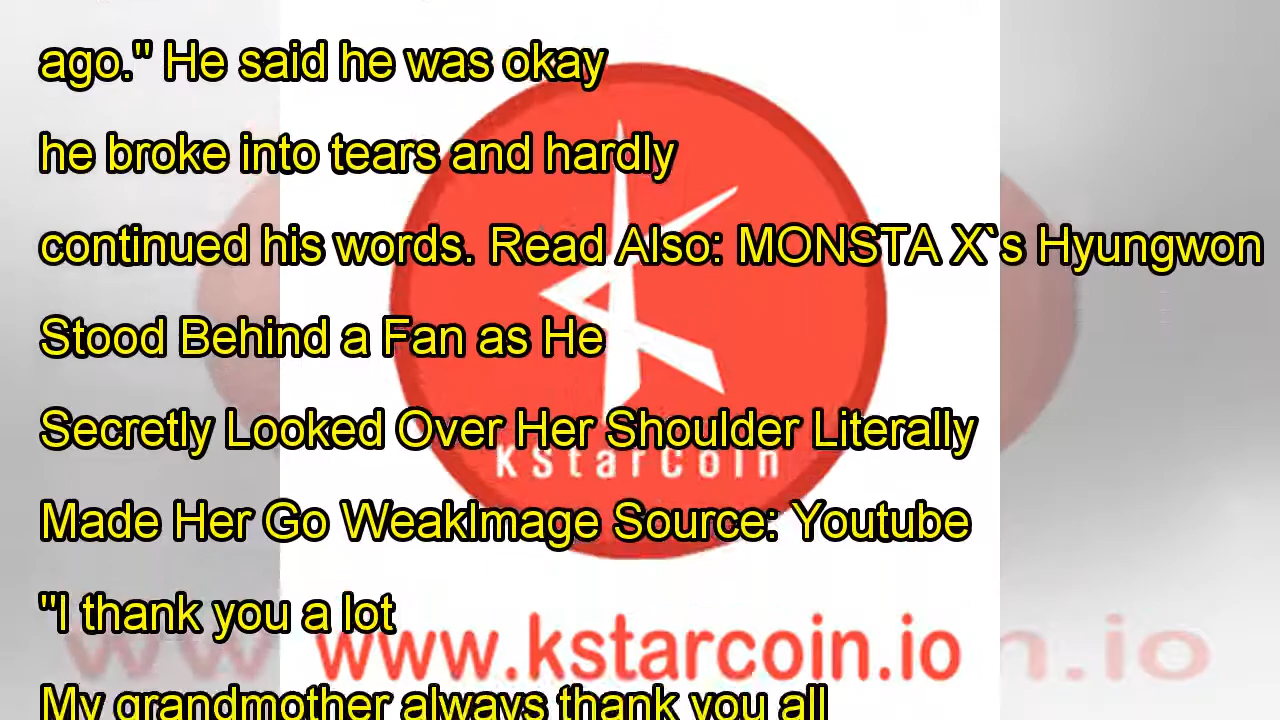 ago." He said he was okay
he broke into tears and hardly
continued his words. Read Also: MONSTA X`s Hyungwon
Stood Behind a Fan as He
Secretly Looked Over Her Shoulder Literally
KStarCoin
Made Her Go WeakImage Source: Youtube
"I thank you a lot
www.kstarcoin.io
My grandmother always thank you all